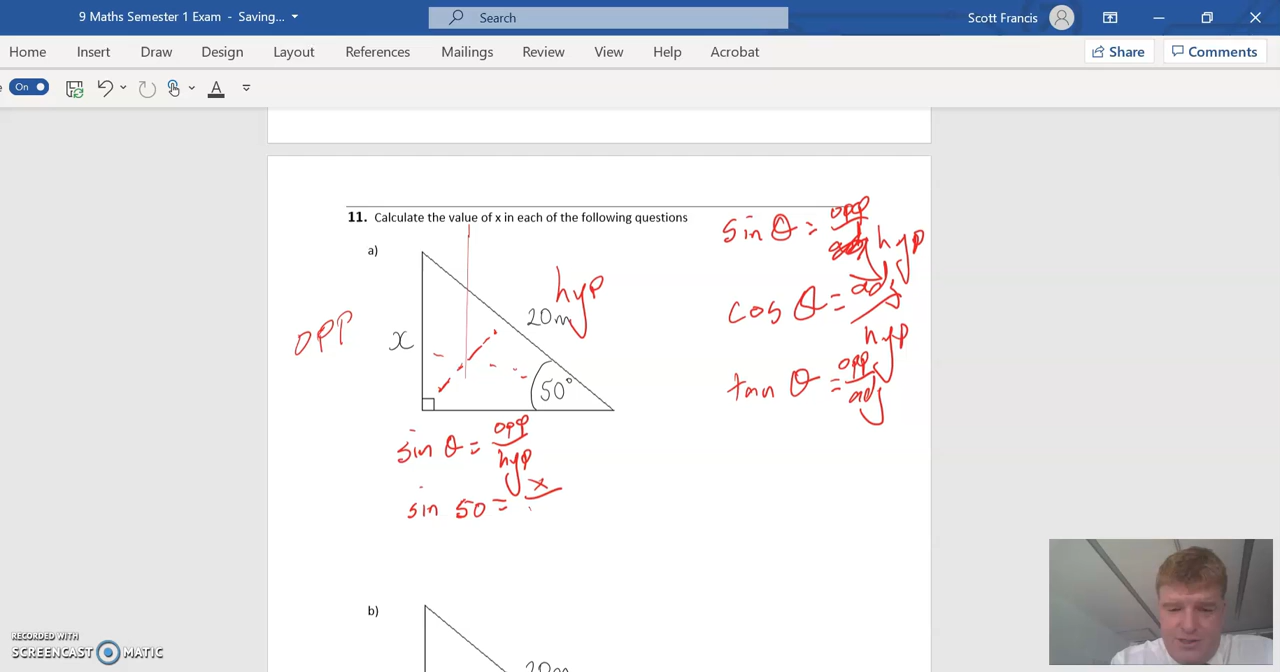 9 Maths Semester 1 Exam - Saving...
Search
Scott Francis
Home Insert Draw Design Layout References Mailings Review View Help Acrobat
Share Comments
On
A
11. Calculate the value of x in each of the following questions
a)
opp
x
hyp
20m
50°
sin θ = opp/hyp
cos θ = adj/hyp
tan θ = opp/adj
sin θ = opp/hyp
sin 50 = x
b)
20m
RECORDED WITH
SCREENCAST MATIC